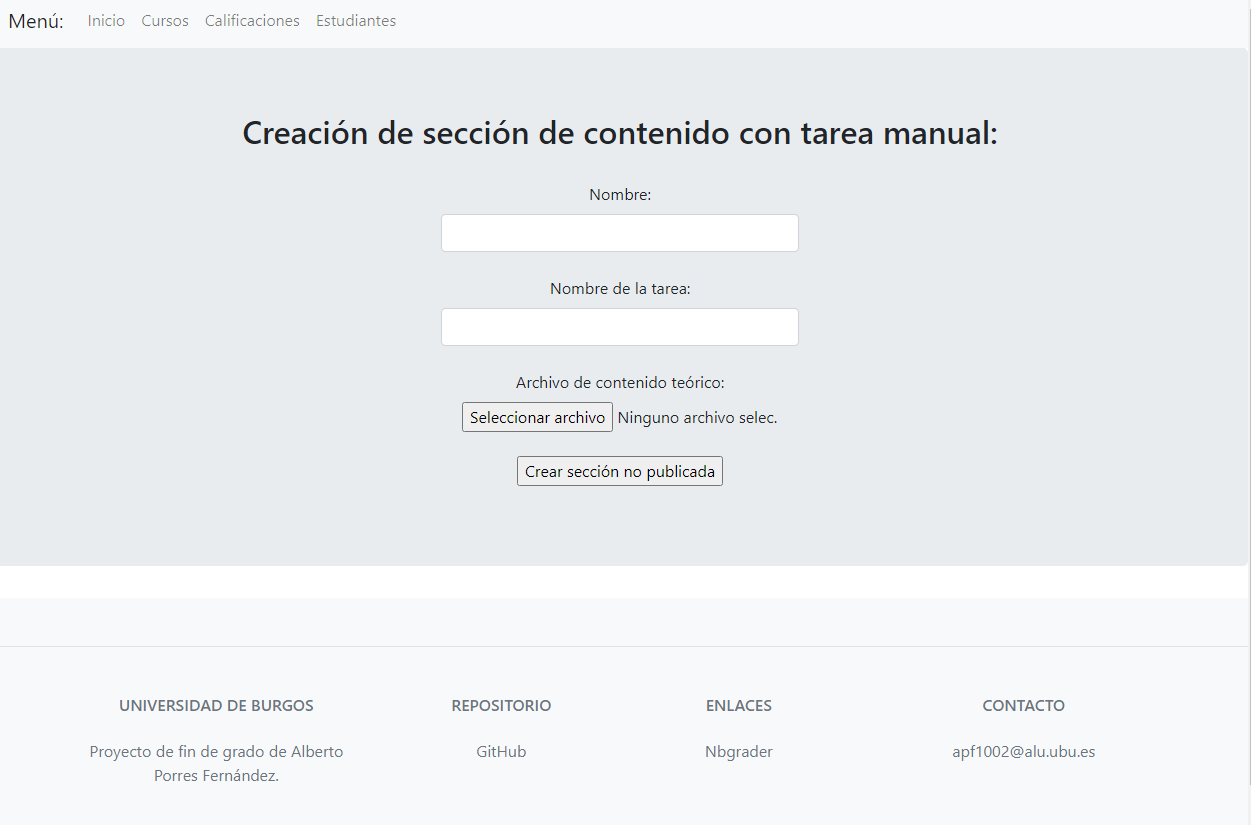 Menú: Inicio Cursos Calificaciones Estudiantes
Creación de sección de contenido con tarea manual:
Nombre:
Nombre de la tarea:
Archivo de contenido teórico:
Seleccionar archivo Ninguno archivo selec.
Crear sección no publicada
UNIVERSIDAD DE BURGOS
Proyecto de fin de grado de Alberto
Porres Fernández.
REPOSITORIO
GitHub
ENLACES
Nbgrader
CONTACTO
apf1002@alu.ubu.es